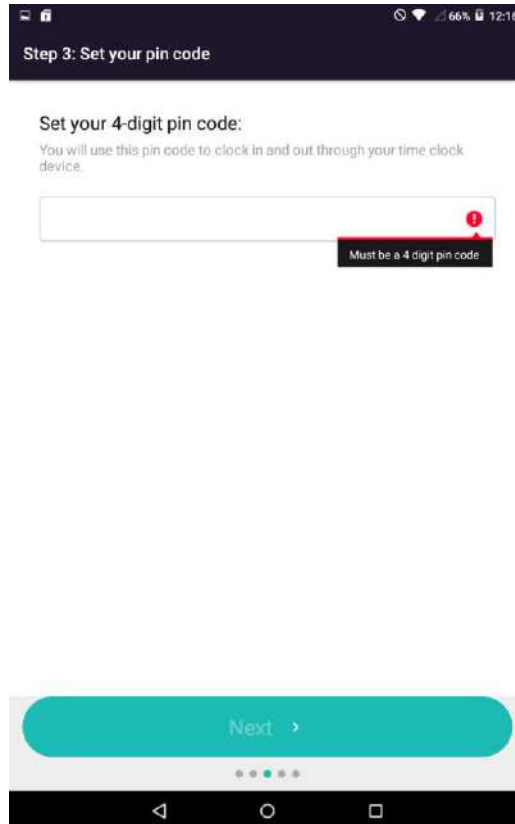 66% 12:16
Step 3: Set your pin code
Set your 4-digit pin code:
You will use this pin code to clock in and out through your time clock
device.
Must be a 4 digit pin code
Next